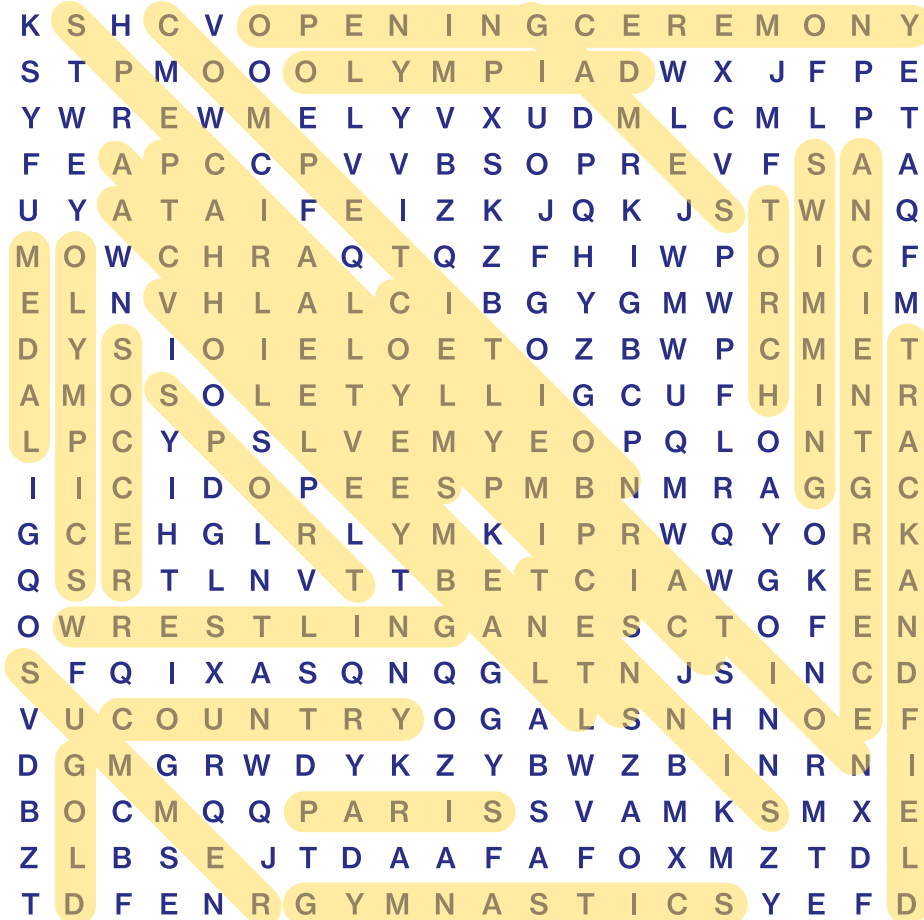 K S H C V O P E N I N G C E R E M O N Y
S T P M O O O L Y M P I A D W X J F P E
Y W R E W M E L Y V X U D M L C M L P T
F E A P C C P V V B S O P R E V F S A A
U Y A T A I F E I Z K J Q K J S T W N Q
M O W C H R A Q T Q Z F H I W P O I C F
E L N V H L A L C I B G Y G M W R M I M
D Y S I O I E L O E T O Z B W P C M E T
A M O S O L E T Y L L I G C U F H I N R
L P C Y P S L V E M Y E O P Q L O N T A
I I C I D O P E E S P M B N M R A G G C
G C E H G L R L Y M K I P R W Q Y O R K
Q S R T L N V T T B E T C I A W G K E A
O W R E S T L I N G A N E S C T O F E N
S F Q I X A S Q N Q G L T N J S I N C D
V U C O U N T R Y O G A L S N H N O E F
D G M G R W D Y K Z Y B W Z B I N R N I
B O C M Q Q P A R I S S V A M K S M X E
Z L B S E J T D A A F A F O X M Z T D L
T D F E N R G Y M N A S T I C S Y E F D